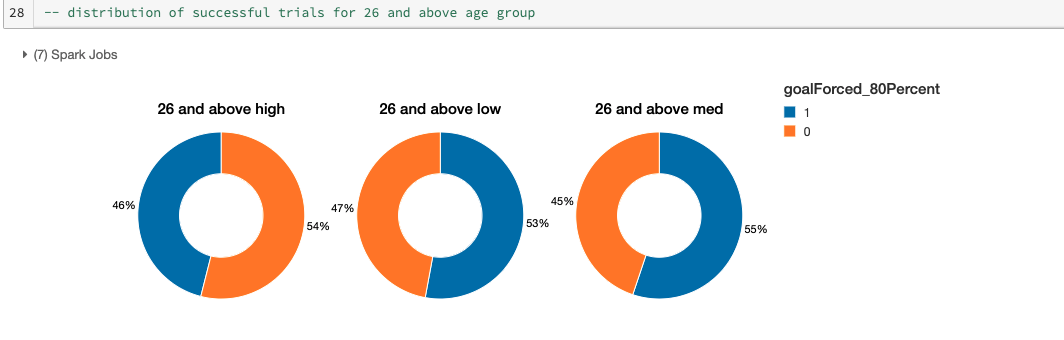 28 -- distribution of successful trials for 26 and above age group
(7) Spark Jobs
goalForced_80Percent
1
0
26 and above high
46%
54%
26 and above low
47%
53%
26 and above med
45%
55%